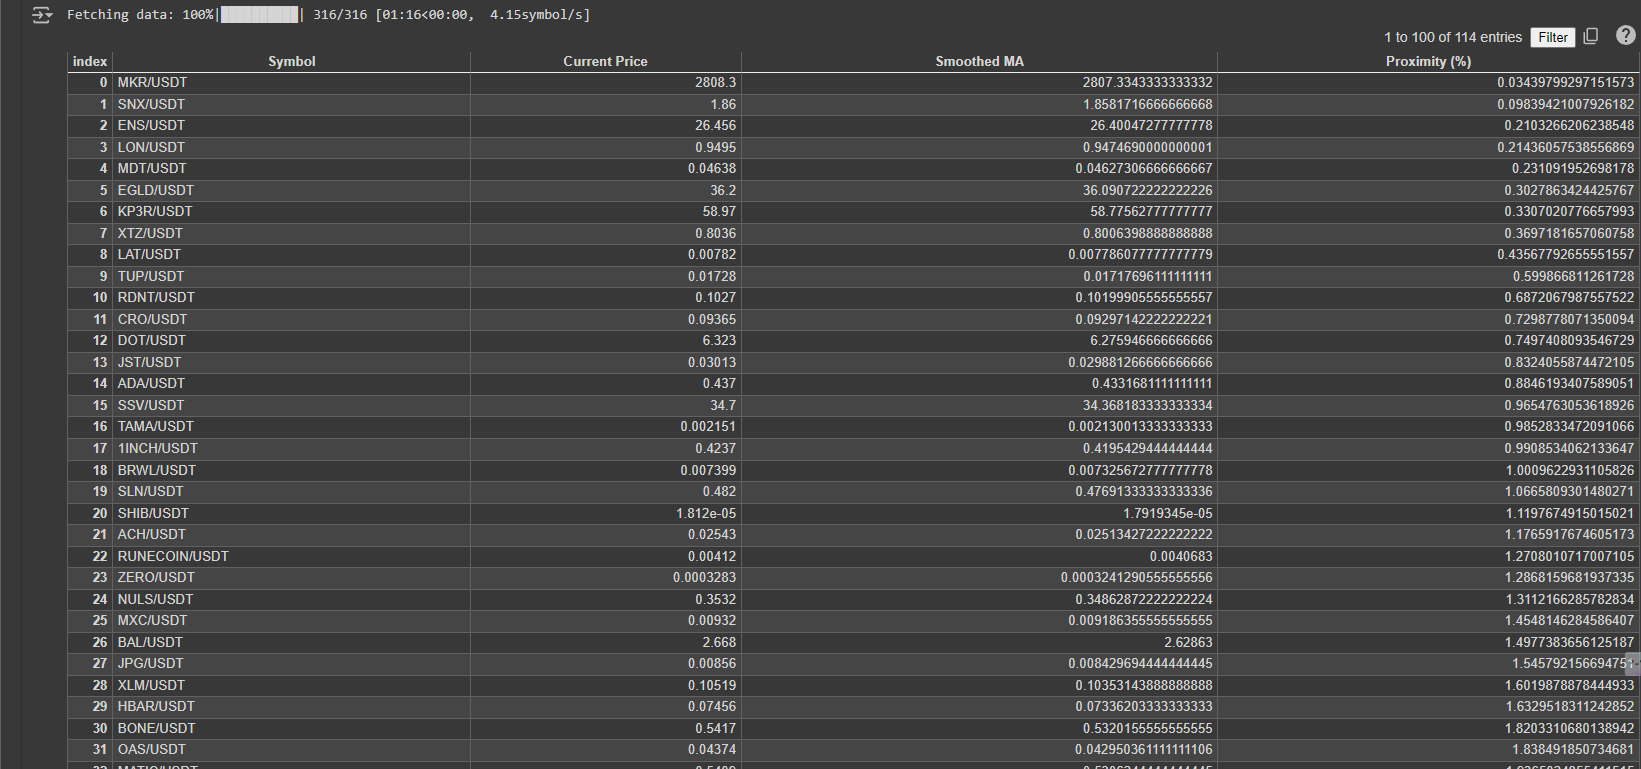 Fetching data: 100%| | 316/316 [01:16<00:00, 4.15symbol/s]
1 to 100 of 114 entries Filter ?
index Symbol Current Price Smoothed MA Proximity (%)
0 MKR/USDT 2808.3 2807.3343333333332 0.03439799297151573
1 SNX/USDT 1.86 1.8581716666666668 0.09839421007926182
2 ENS/USDT 26.456 26.40047277777778 0.2103266206238548
3 LON/USDT 0.9495 0.9474690000000001 0.21436057538556869
4 MDT/USDT 0.04638 0.04627306666666667 0.231091952698178
5 EGLD/USDT 36.2 36.090722222222226 0.3027863424425767
6 KP3R/USDT 58.97 58.77562777777777 0.3307020776657993
7 XTZ/USDT 0.8036 0.8006398888888888 0.3697181657060758
8 LAT/USDT 0.00782 0.007786077777777779 0.43567792655551557
9 TUP/USDT 0.01728 0.01717696111111111 0.599866811261728
10 RDNT/USDT 0.1027 0.10199905555555557 0.6872067987557522
11 CRO/USDT 0.09365 0.09297142222222221 0.7298778071350094
12 DOT/USDT 6.323 6.275946666666666 0.7497408093546729
13 JST/USDT 0.03013 0.029881266666666666 0.8324055874472105
14 ADA/USDT 0.437 0.4331681111111111 0.8846193407589051
15 SSV/USDT 34.7 34.368183333333334 0.9654763053618926
16 TAMA/USDT 0.002151 0.002130013333333333 0.9852833472091066
17 1INCH/USDT 0.4237 0.4195429444444444 0.9908534062133647
18 BRWL/USDT 0.007399 0.007325672777777778 1.0009622931105826
19 SLN/USDT 0.482 0.47691333333333336 1.0665809301480271
20 SHIB/USDT 1.812e-05 1.7919345e-05 1.1197674915015021
21 ACH/USDT 0.02543 0.02513427222222222 1.1765917674605173
22 RUNECOIN/USDT 0.00412 0.0040683 1.2708010717007105
23 ZERO/USDT 0.0003283 0.0003241290555555556 1.2868159681937335
24 NULS/USDT 0.3532 0.34862872222222224 1.3112166285782834
25 MXC/USDT 0.00932 0.009186355555555555 1.4548146284586407
26 BAL/USDT 2.668 2.62863 1.4977383656125187
27 JPG/USDT 0.00856 0.008429694444444445 1.545792156694751
28 XLM/USDT 0.10519 0.10353143888888888 1.6019878878444933
29 HBAR/USDT 0.07456 0.07336203333333333 1.6329518311242852
30 BONE/USDT 0.5417 0.5320155555555555 1.8203310680138942
31 OAS/USDT 0.04374 0.042950361111111106 1.838491850734681